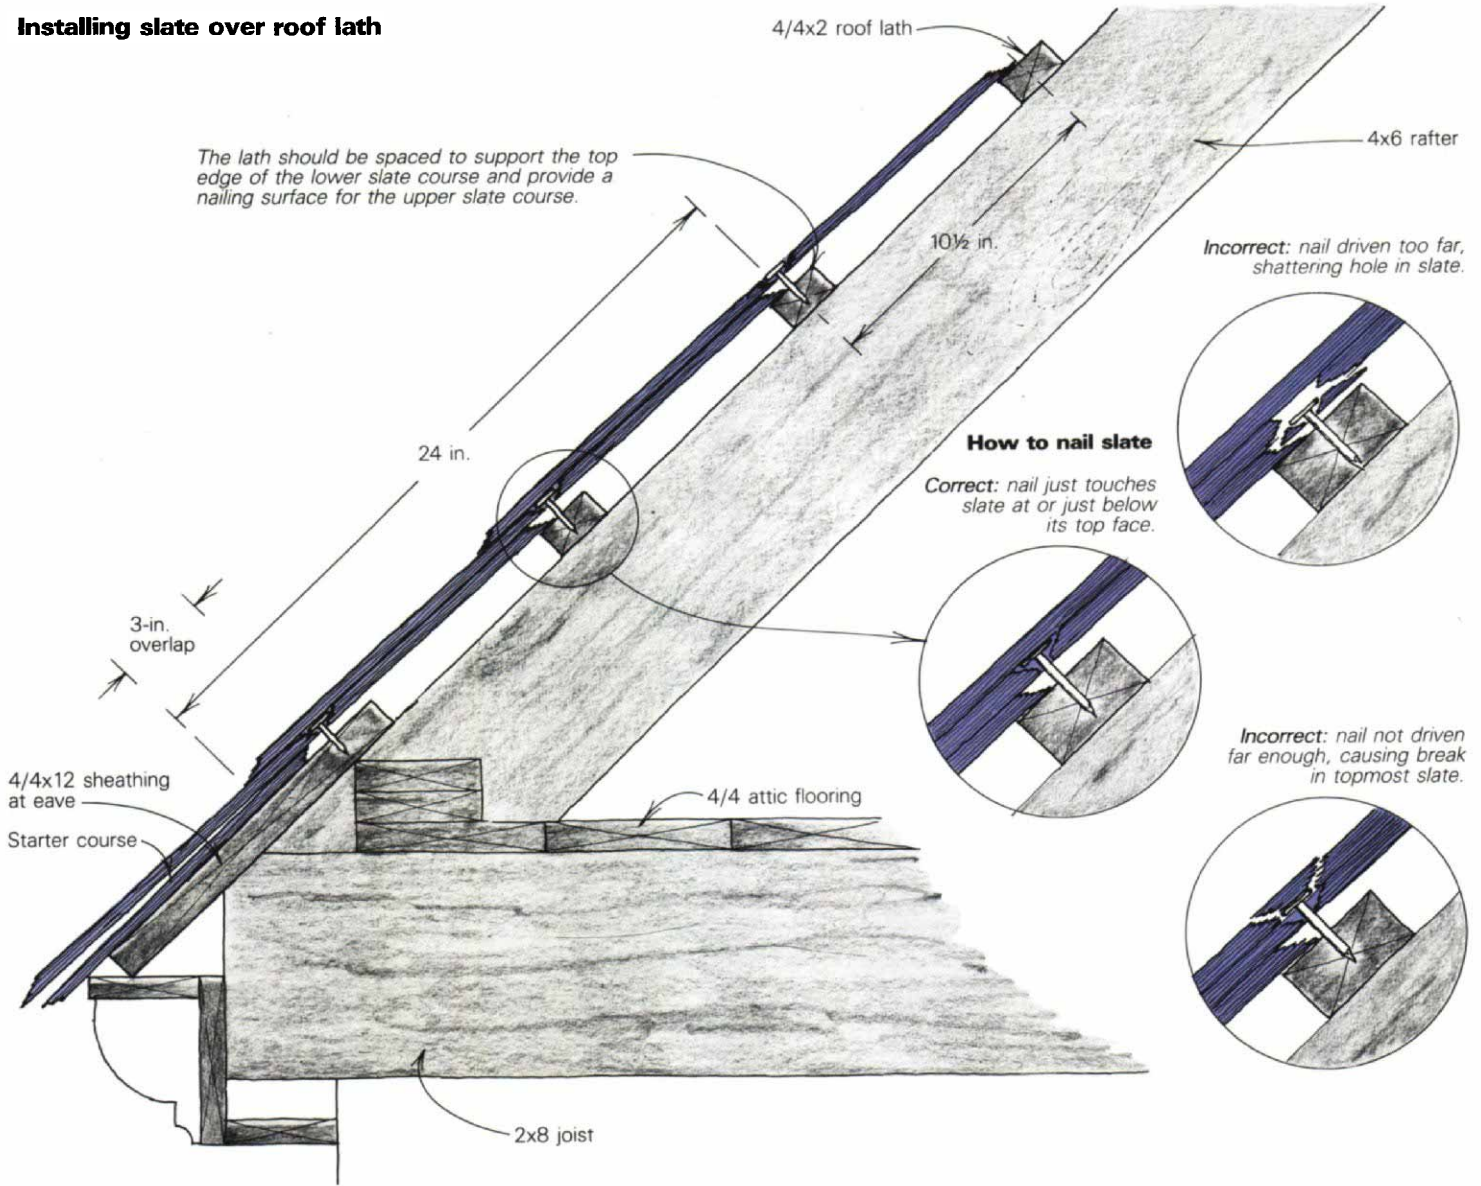 Installing slate over roof lath
4/4x2 roof lath
The lath should be spaced to support the top
edge of the lower slate course and provide a
nailing surface for the upper slate course.
4x6 rafter
10½ in.
Incorrect: nail driven too far,
shattering hole in slate.
24 in.
How to nail slate
Correct: nail just touches
slate at or just below
its top face.
3-in.
overlap
Incorrect: nail not driven
far enough, causing break
in topmost slate.
4/4x12 sheathing
at eave
4/4 attic flooring
Starter course
2x8 joist